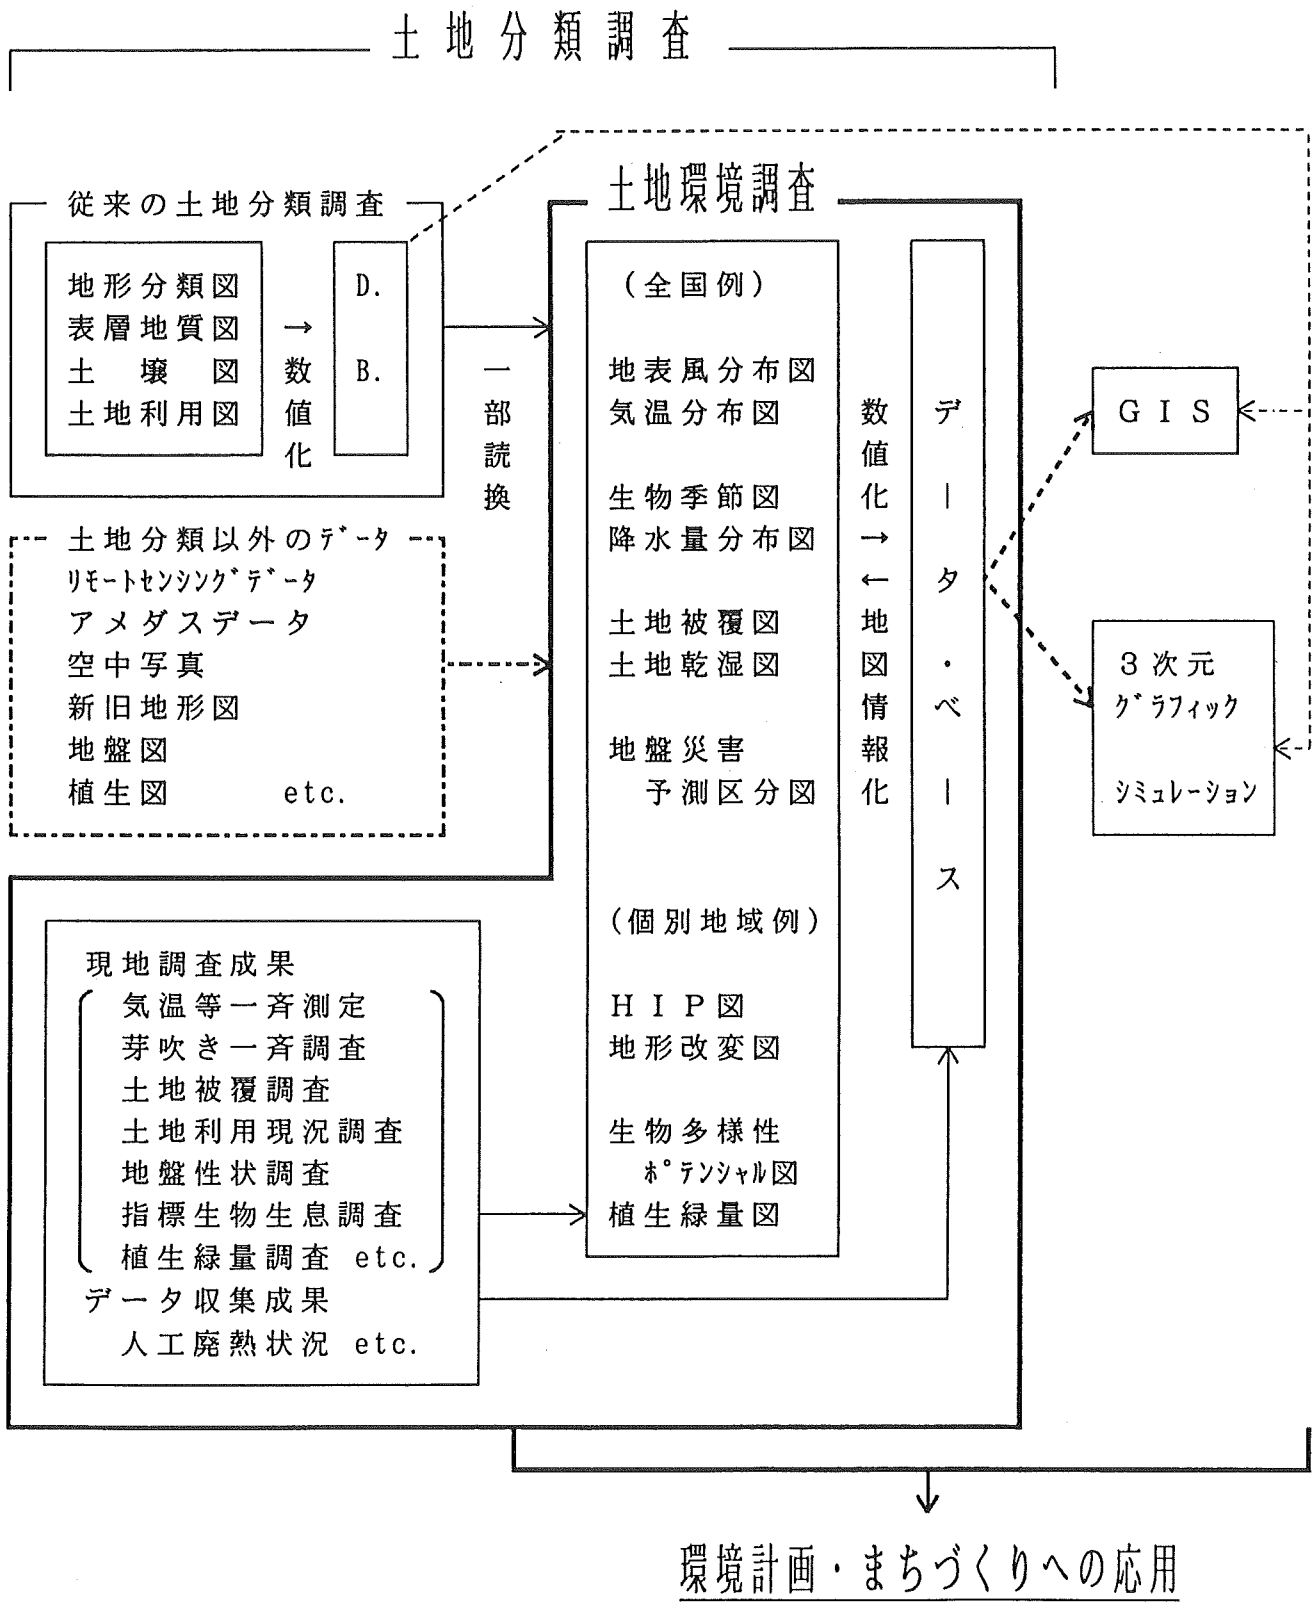 土地分類調査
従来の土地分類調査
地形分類図
表層地質図
土 壌 図
土地利用図
→
数値化
D.
B.
一部読換
土地分類以外のデータ
リモートセンシングデータ
アメダスデータ
空中写真
新旧地形図
地盤図
植生図 etc.
土地環境調査
(全国例)
地表風分布図
気温分布図
生物季節図
降水量分布図
土地被覆図
土地乾湿図
地盤災害
予測区分図
(個別地域例)
HIP図
地形改変図
生物多様性
ポテンシャル図
植生緑量図
数値化→
←地図情報化
データ・ベース
GIS
3次元
グラフィック
シミュレーション
現地調査成果
気温等一斉測定
芽吹き一斉調査
土地被覆調査
土地利用現況調査
地盤性状調査
指標生物生息調査
植生緑量調査 etc.
データ収集成果
人工廃熱状況 etc.
環境計画・まちづくりへの応用